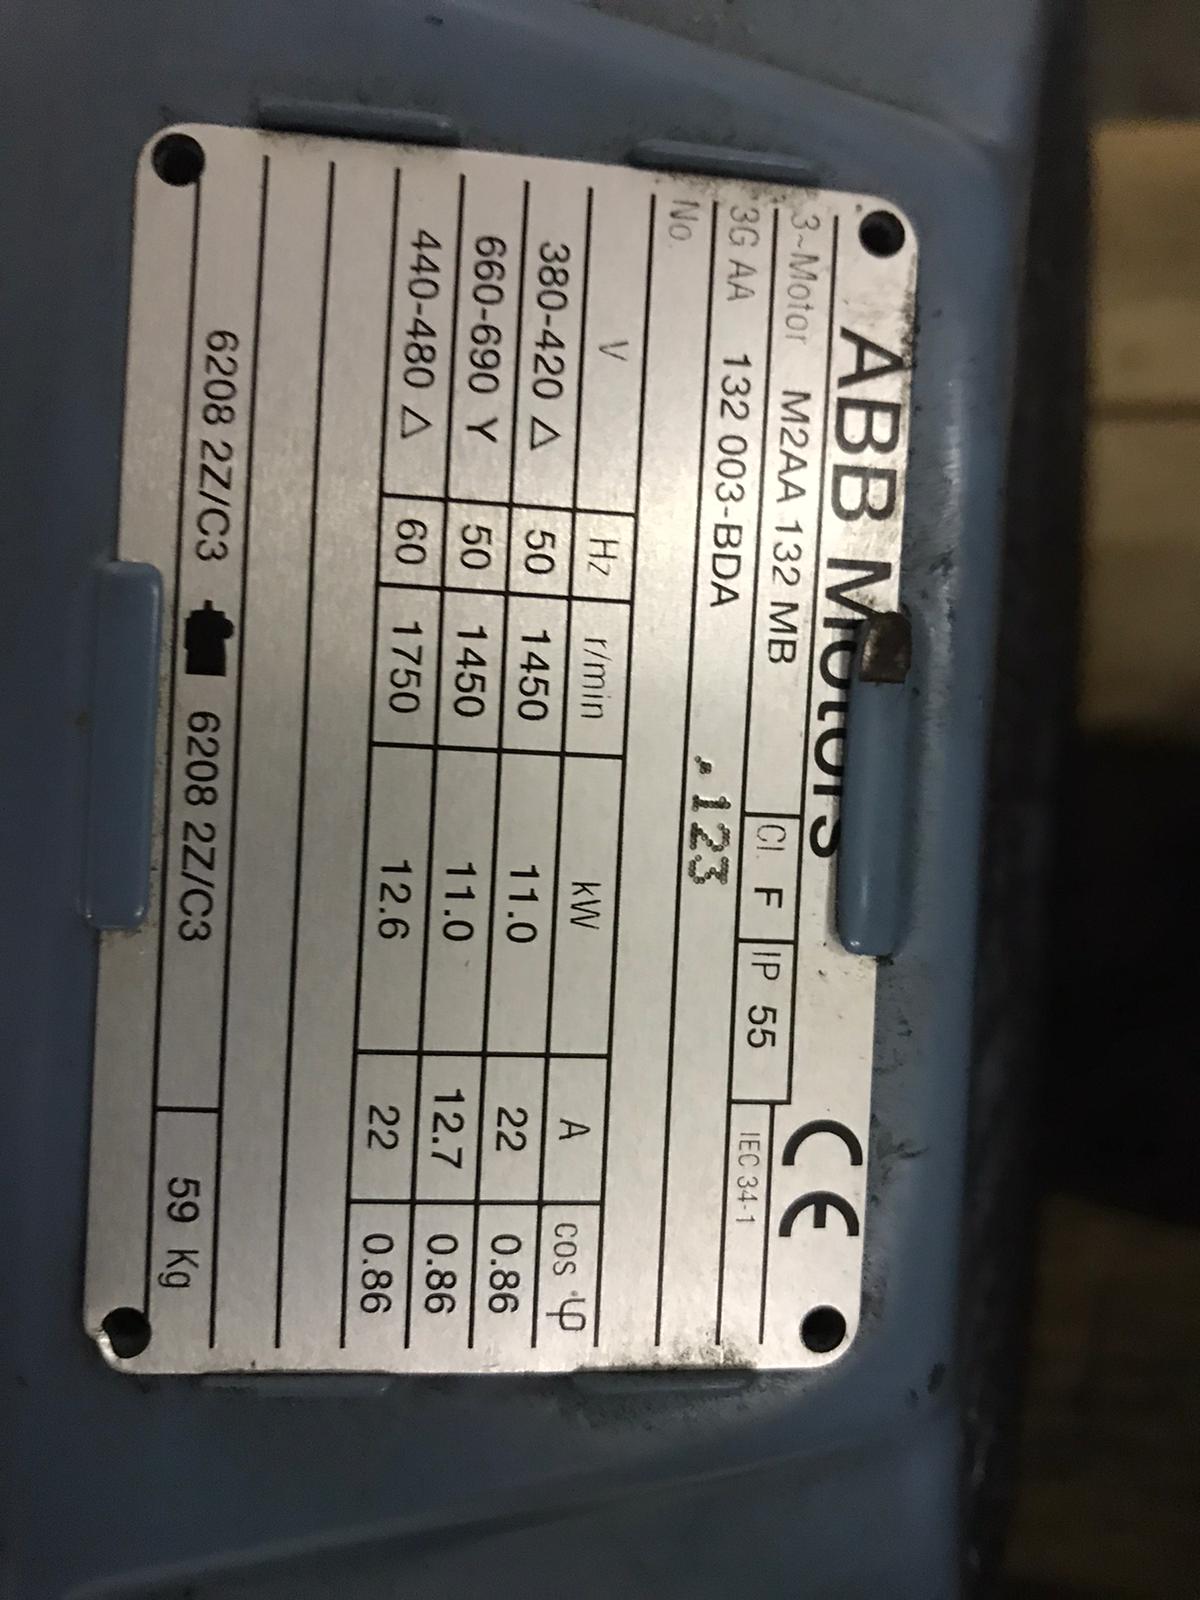 ABB Motors CE
3~Motor M2AA 132 MB Cl. F IP 55 IEC 34-1
3G AA 132 003-BDA
No. 123
V Hz r/min kW A cos φ
380-420 Δ 50 1450 11.0 22 0.86
660-690 Y 50 1450 11.0 12.7 0.86
440-480 Δ 60 1750 12.6 22 0.86
6208 2Z/C3 6208 2Z/C3 59 Kg